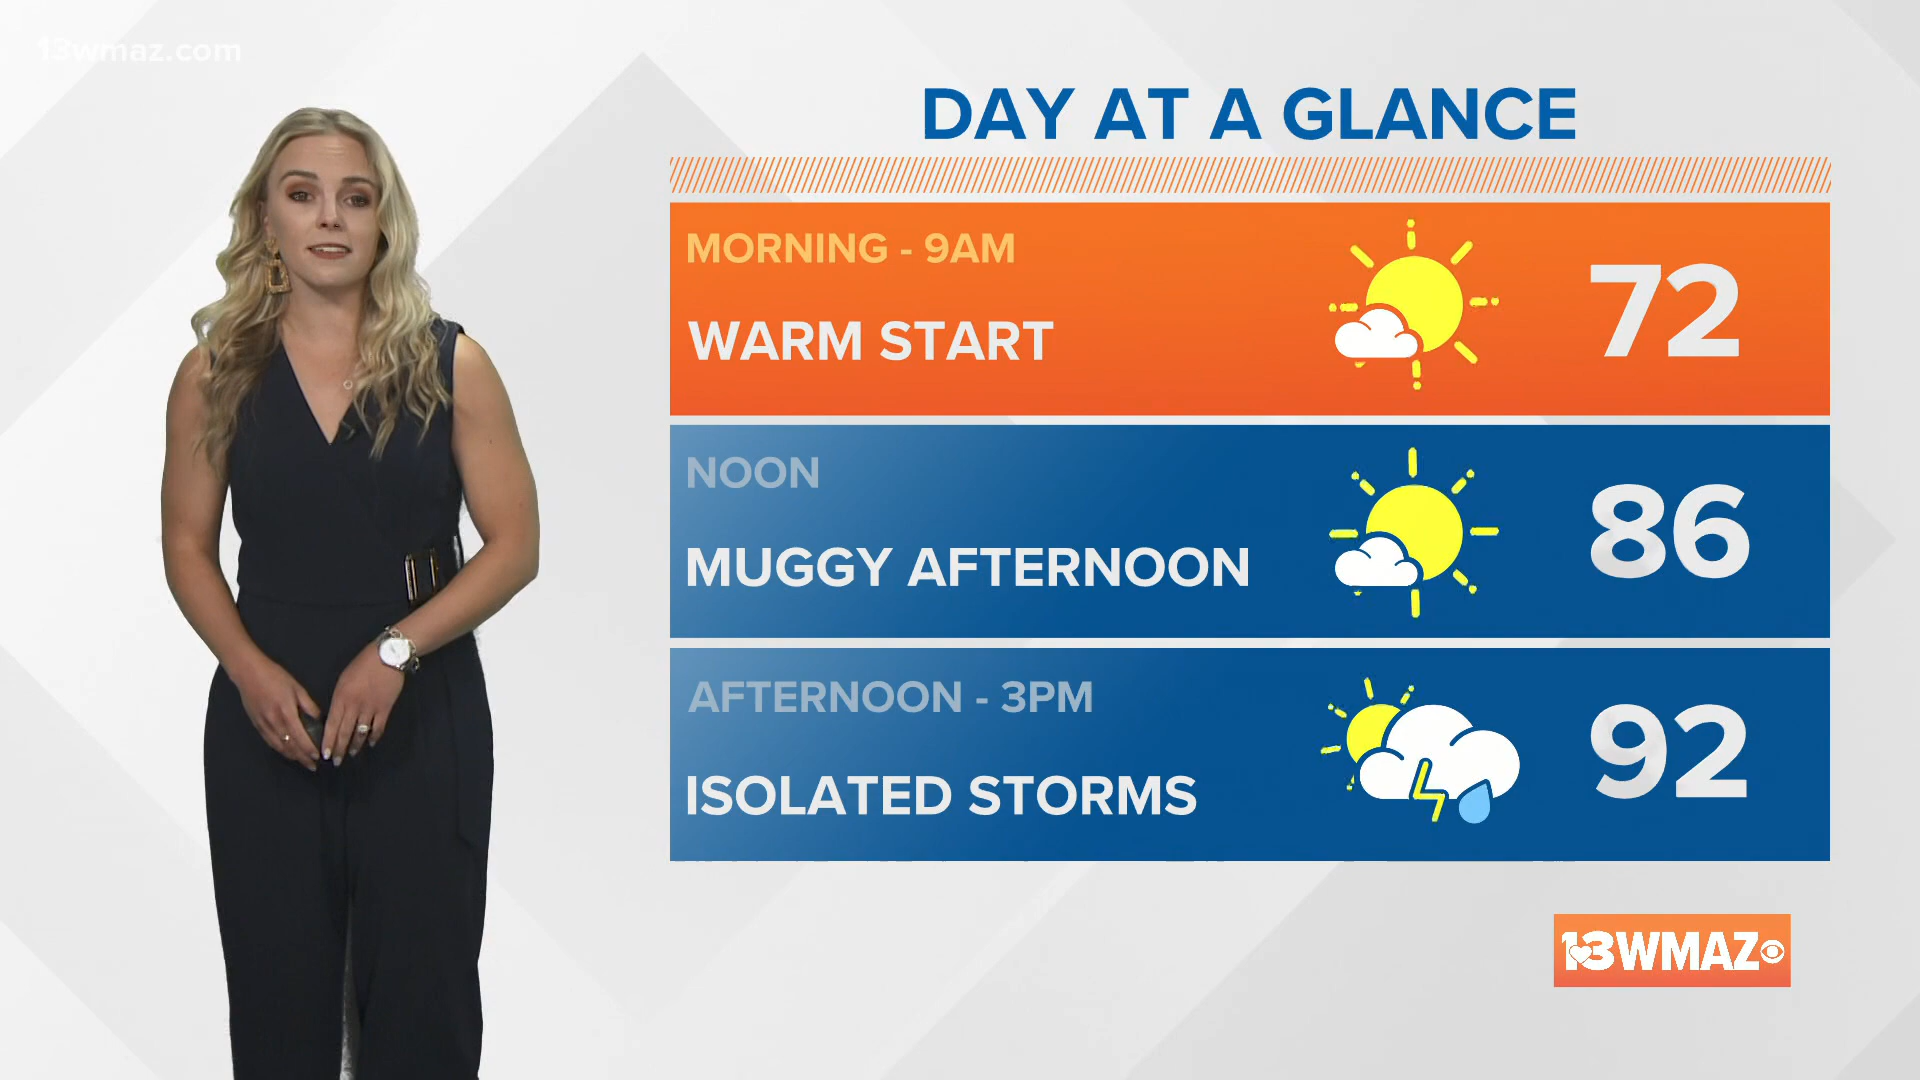 13wmaz.com
DAY AT A GLANCE
MORNING - 9AM
WARM START
72
NOON
MUGGY AFTERNOON
86
AFTERNOON - 3PM
ISOLATED STORMS
92
13WMAZ